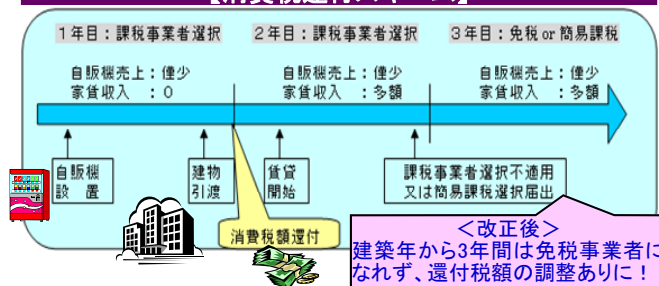 【消費税還付スキーム】
1年目：課税事業者選択
2年目：課税事業者選択
3年目：免税 or 簡易課税
自販機売上：僅少
家賃収入　：0
自販機売上：僅少
家賃収入　：多額
自販機売上：僅少
家賃収入　：多額
自販機
設　置
建物
引渡
賃貸
開始
課税事業者選択不適用
又は簡易課税選択届出
消費税額還付
＜改正後＞
建築年から3年間は免税事業者に
なれず、還付税額の調整ありに！